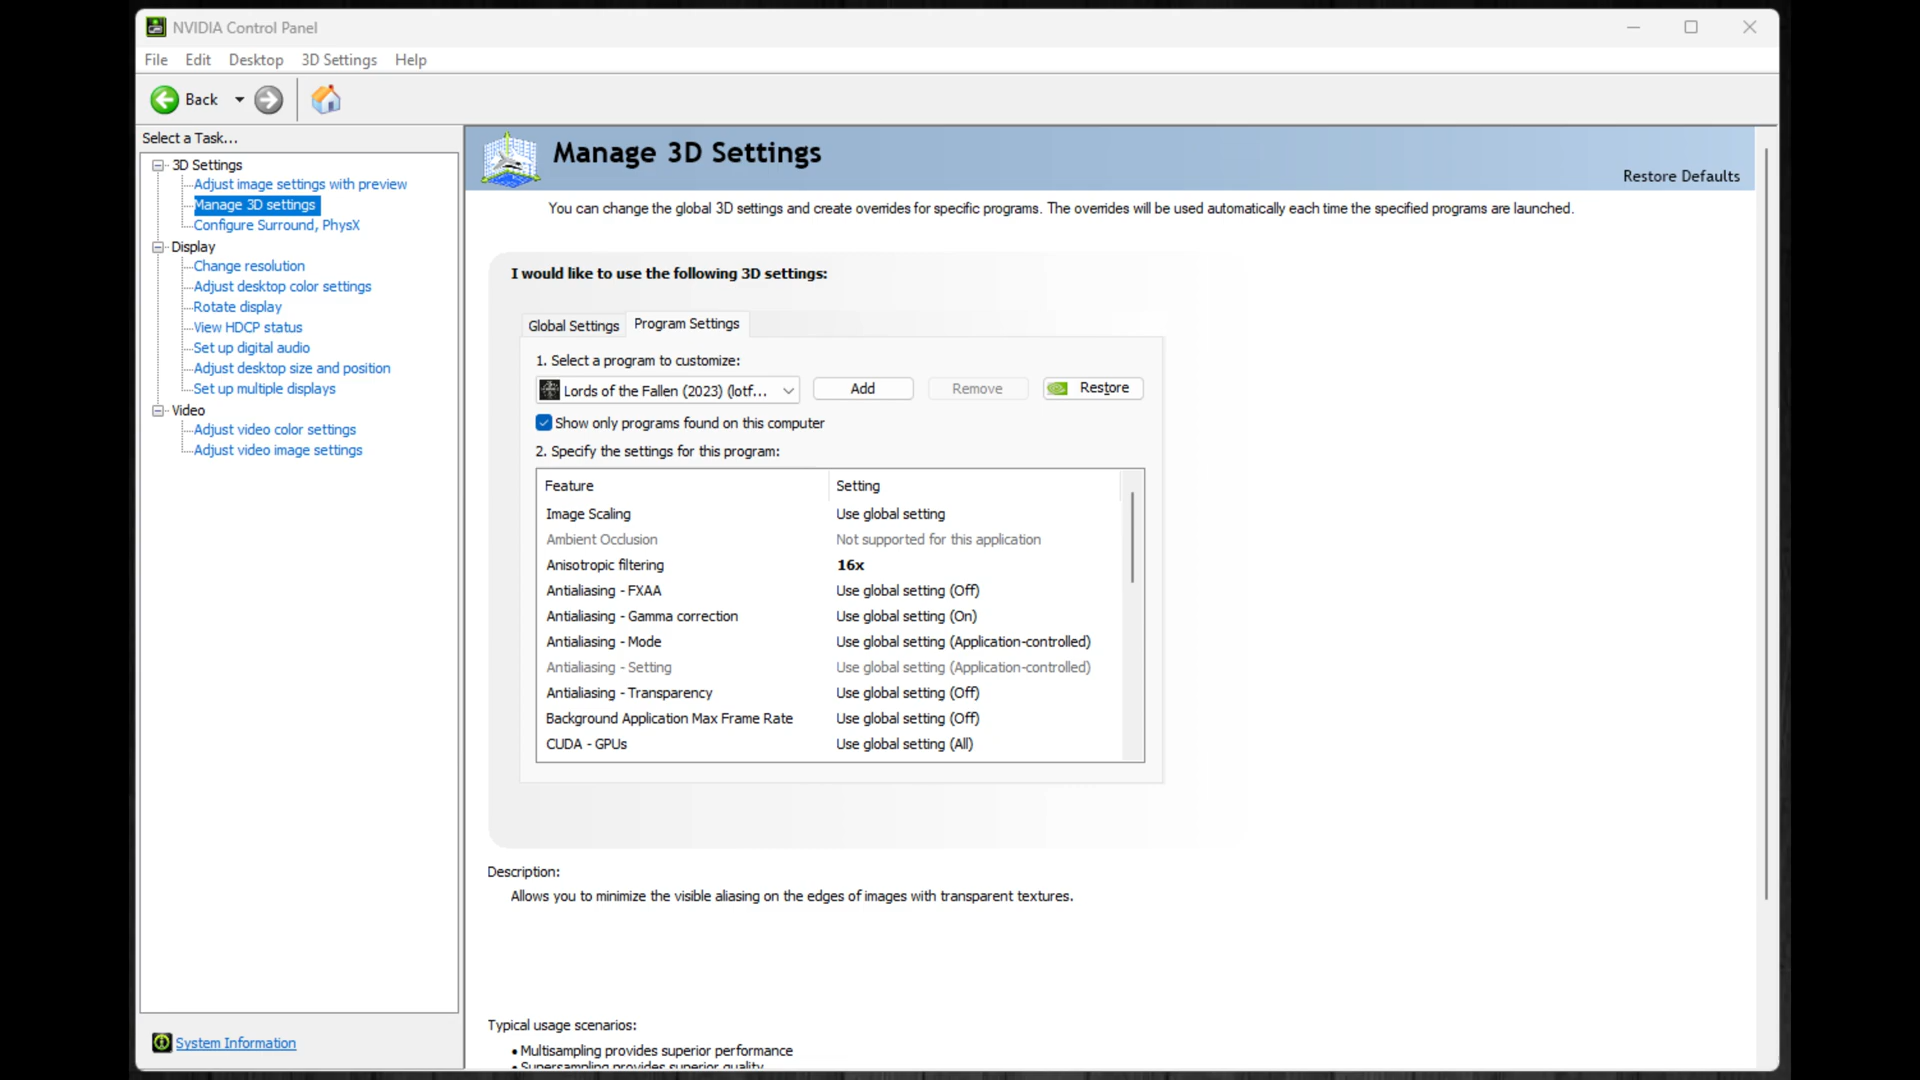 NVIDIA Control Panel
File Edit Desktop 3D Settings Help
Back
Select a Task...
3D Settings
Adjust image settings with preview
Manage 3D settings
Configure Surround, PhysX
Display
Change resolution
Adjust desktop color settings
Rotate display
View HDCP status
Set up digital audio
Adjust desktop size and position
Set up multiple displays
Video
Adjust video color settings
Adjust video image settings
System Information
Manage 3D Settings
Restore Defaults
You can change the global 3D settings and create overrides for specific programs. The overrides will be used automatically each time the specified programs are launched.
I would like to use the following 3D settings:
Global Settings Program Settings
1. Select a program to customize:
Lords of the Fallen (2023) (lotf... Add Remove Restore
Show only programs found on this computer
2. Specify the settings for this program:
Feature Setting
Image Scaling Use global setting
Ambient Occlusion Not supported for this application
Anisotropic filtering 16x
Antialiasing - FXAA Use global setting (Off)
Antialiasing - Gamma correction Use global setting (On)
Antialiasing - Mode Use global setting (Application-controlled)
Antialiasing - Setting Use global setting (Application-controlled)
Antialiasing - Transparency Use global setting (Off)
Background Application Max Frame Rate Use global setting (Off)
CUDA - GPUs Use global setting (All)
Description:
Allows you to minimize the visible aliasing on the edges of images with transparent textures.
Typical usage scenarios:
• Multisampling provides superior performance
• Supersampling provides superior quality